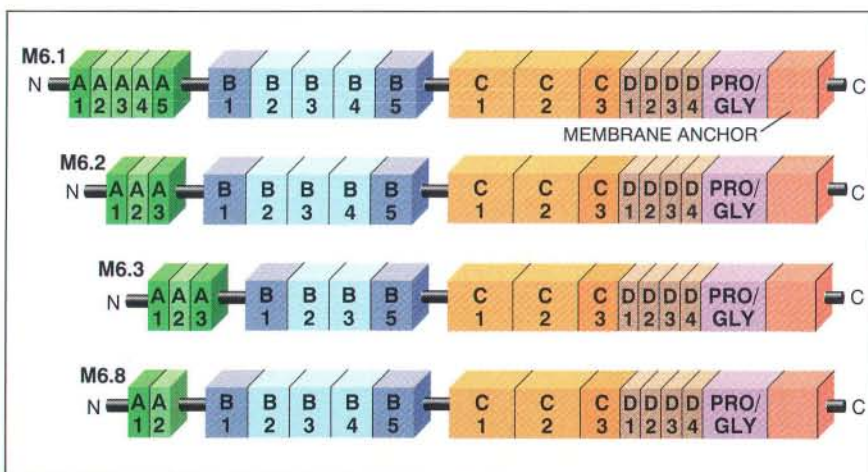 M6.1
N A A A A A B B B B B C C C D D D D PRO/ C
1 2 3 4 5 1 2 3 4 5 1 2 3 1 2 3 4 GLY
MEMBRANE ANCHOR
M6.2
N A A A B B B B B C C C D D D D PRO/ C
1 2 3 1 2 3 4 5 1 2 3 1 2 3 4 GLY
M6.3
N A A A B B B B C C C D D D D PRO/ C
1 2 3 1 2 3 5 1 2 3 1 2 3 4 GLY
M6.8
N A A B B B B B C C C D D D D PRO/ C
1 2 1 2 3 4 5 1 2 3 1 2 3 4 GLY